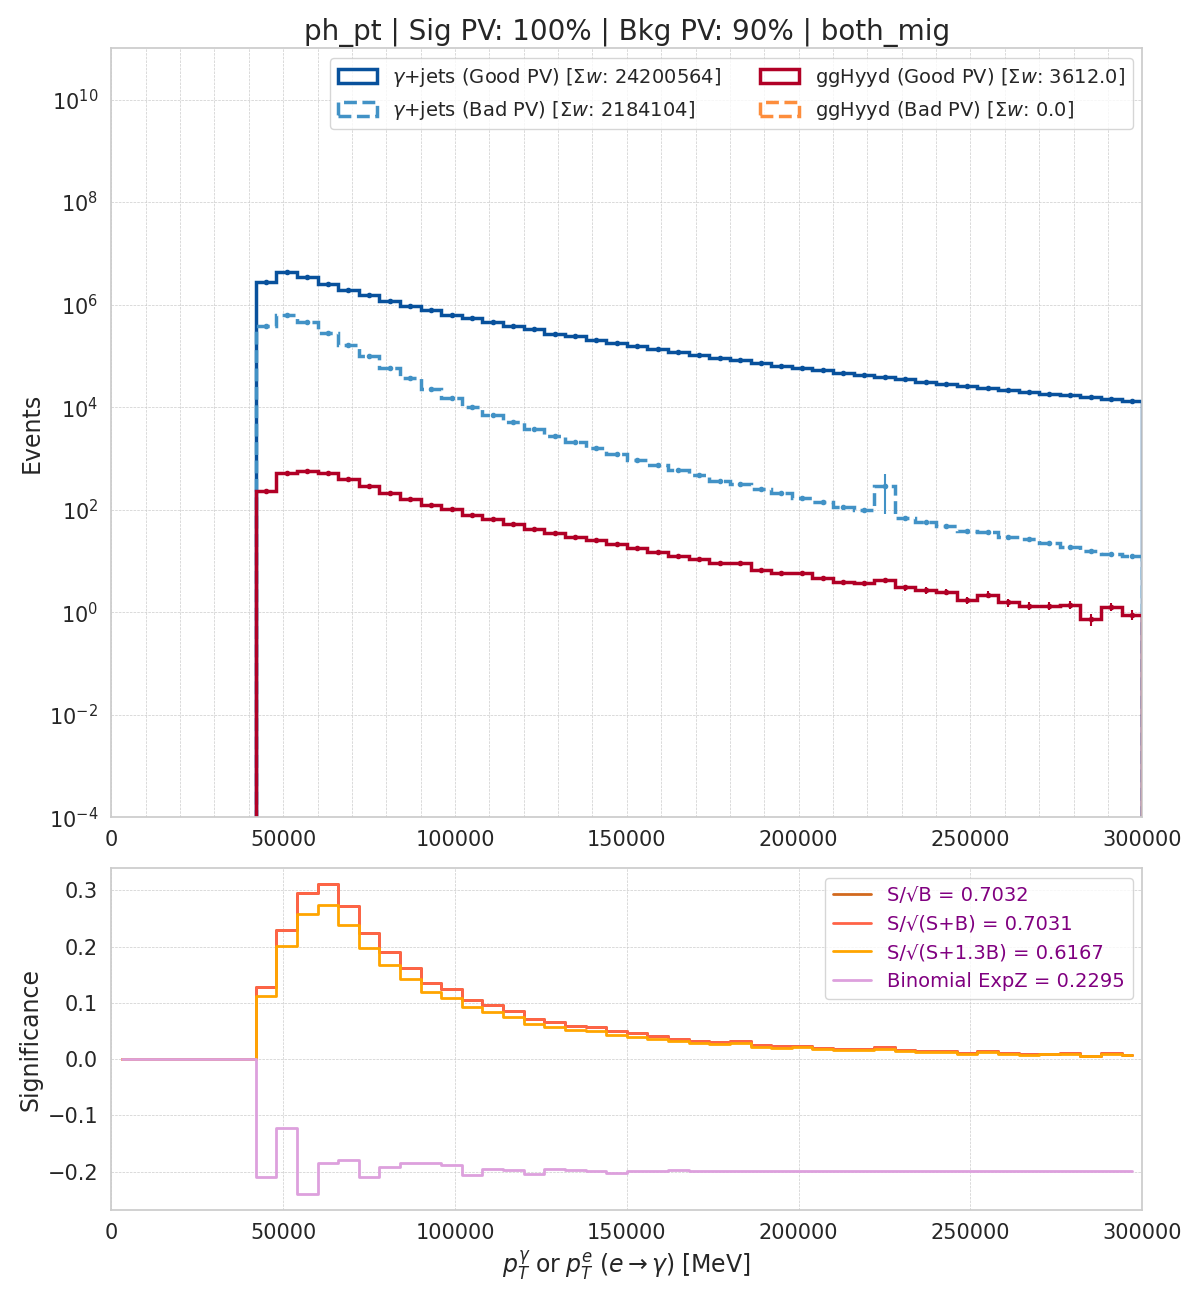 ph_pt | Sig PV: 100% | Bkg PV: 90% | both_mig
γ+jets (Good PV) [Σw: 24200564]
γ+jets (Bad PV) [Σw: 2184104]
ggHyyd (Good PV) [Σw: 3612.0]
ggHyyd (Bad PV) [Σw: 0.0]
Events
10^10
10^8
10^6
10^4
10^2
10^0
10^−2
10^−4
0 50000 100000 150000 200000 250000 300000
S/√B = 0.7032
S/√(S+B) = 0.7031
S/√(S+1.3B) = 0.6167
Binomial ExpZ = 0.2295
Significance
0.3
0.2
0.1
0.0
−0.1
−0.2
0 50000 100000 150000 200000 250000 300000
p_T^γ or p_T^e (e→γ) [MeV]